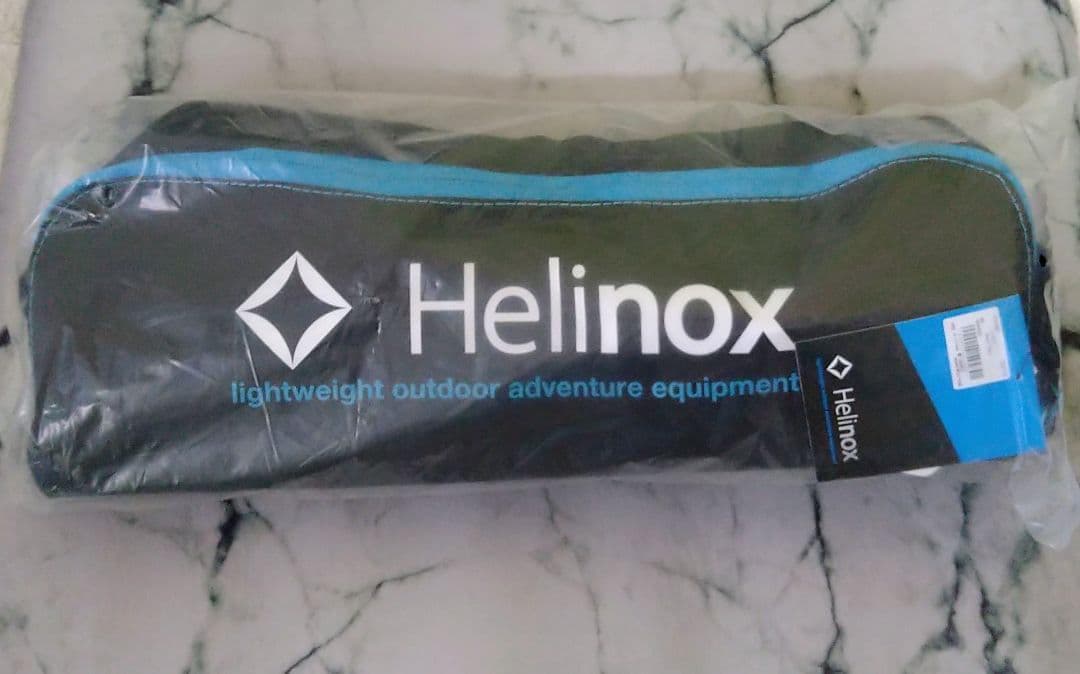 Helinox
lightweight outdoor adventure equipment
Helinox